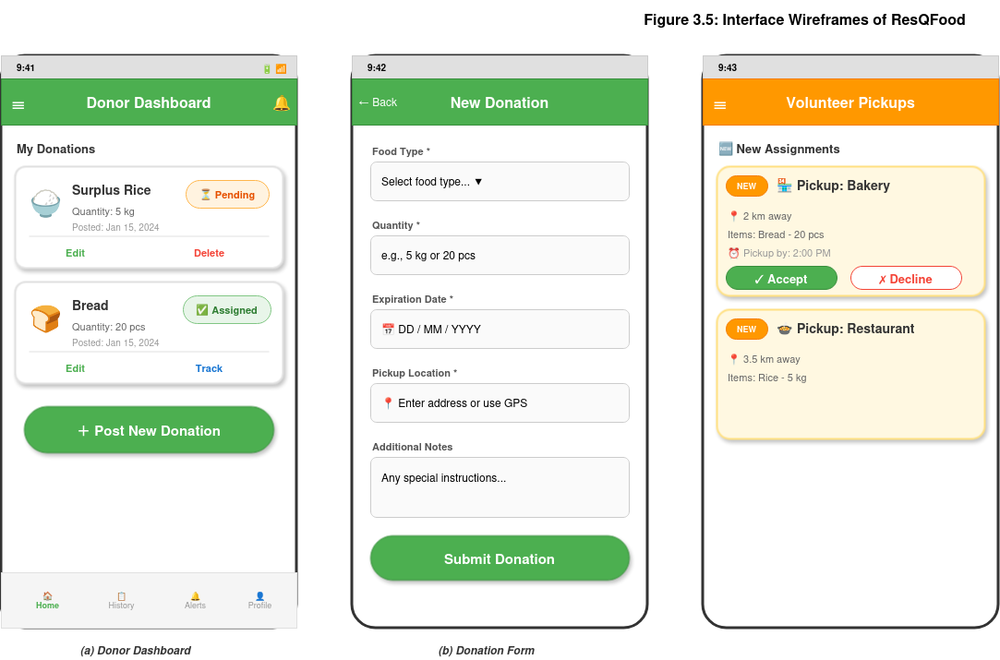 Figure 3.5: Interface Wireframes of ResQFood
9:41
Donor Dashboard
My Donations
Surplus Rice
⏳ Pending
Quantity: 5 kg
Posted: Jan 15, 2024
Edit
Delete
Bread
✅ Assigned
Quantity: 20 pcs
Posted: Jan 15, 2024
Edit
Track
+ Post New Donation
Home
History
Alerts
Profile
(a) Donor Dashboard
9:42
← Back
New Donation
Food Type *
Select food type... ▼
Quantity *
e.g., 5 kg or 20 pcs
Expiration Date *
📅 DD / MM / YYYY
Pickup Location *
📍 Enter address or use GPS
Additional Notes
Any special instructions...
Submit Donation
(b) Donation Form
9:43
Volunteer Pickups
🆕 New Assignments
NEW
🏪 Pickup: Bakery
📍 2 km away
Items: Bread - 20 pcs
⏰ Pickup by: 2:00 PM
✓ Accept
✗ Decline
NEW
🍲 Pickup: Restaurant
📍 3.5 km away
Items: Rice - 5 kg